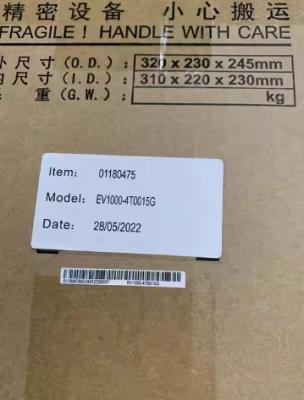 精密设备 小心搬运
FRAGILE! HANDLE WITH CARE
尺寸(O.D.): 320 x 230 x 245mm
尺寸(I.D.): 310 x 220 x 230mm
重(G.W.): kg
Item: 01180475
Model: EV1000-4T0015G
Date: 28/05/2022
EV1000-4T0015G